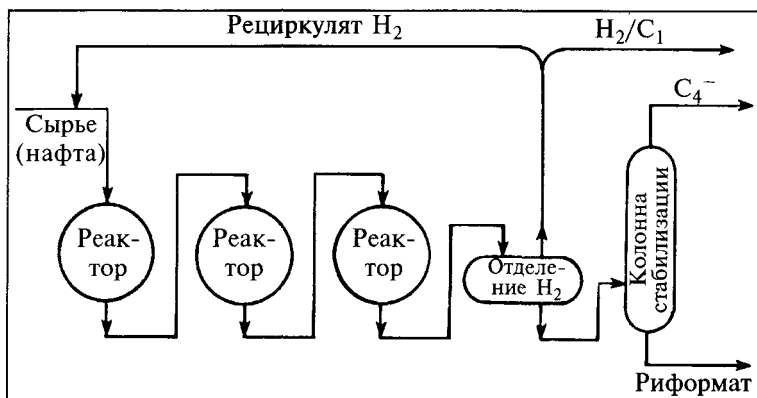 Рециркулят H₂
H₂/C₁
C₄⁻
Сырье
(нафта)
Реак-
тор
Реак-
тор
Реак-
тор
Отделе-
ние H₂
Колонна
стабилизации
Риформат